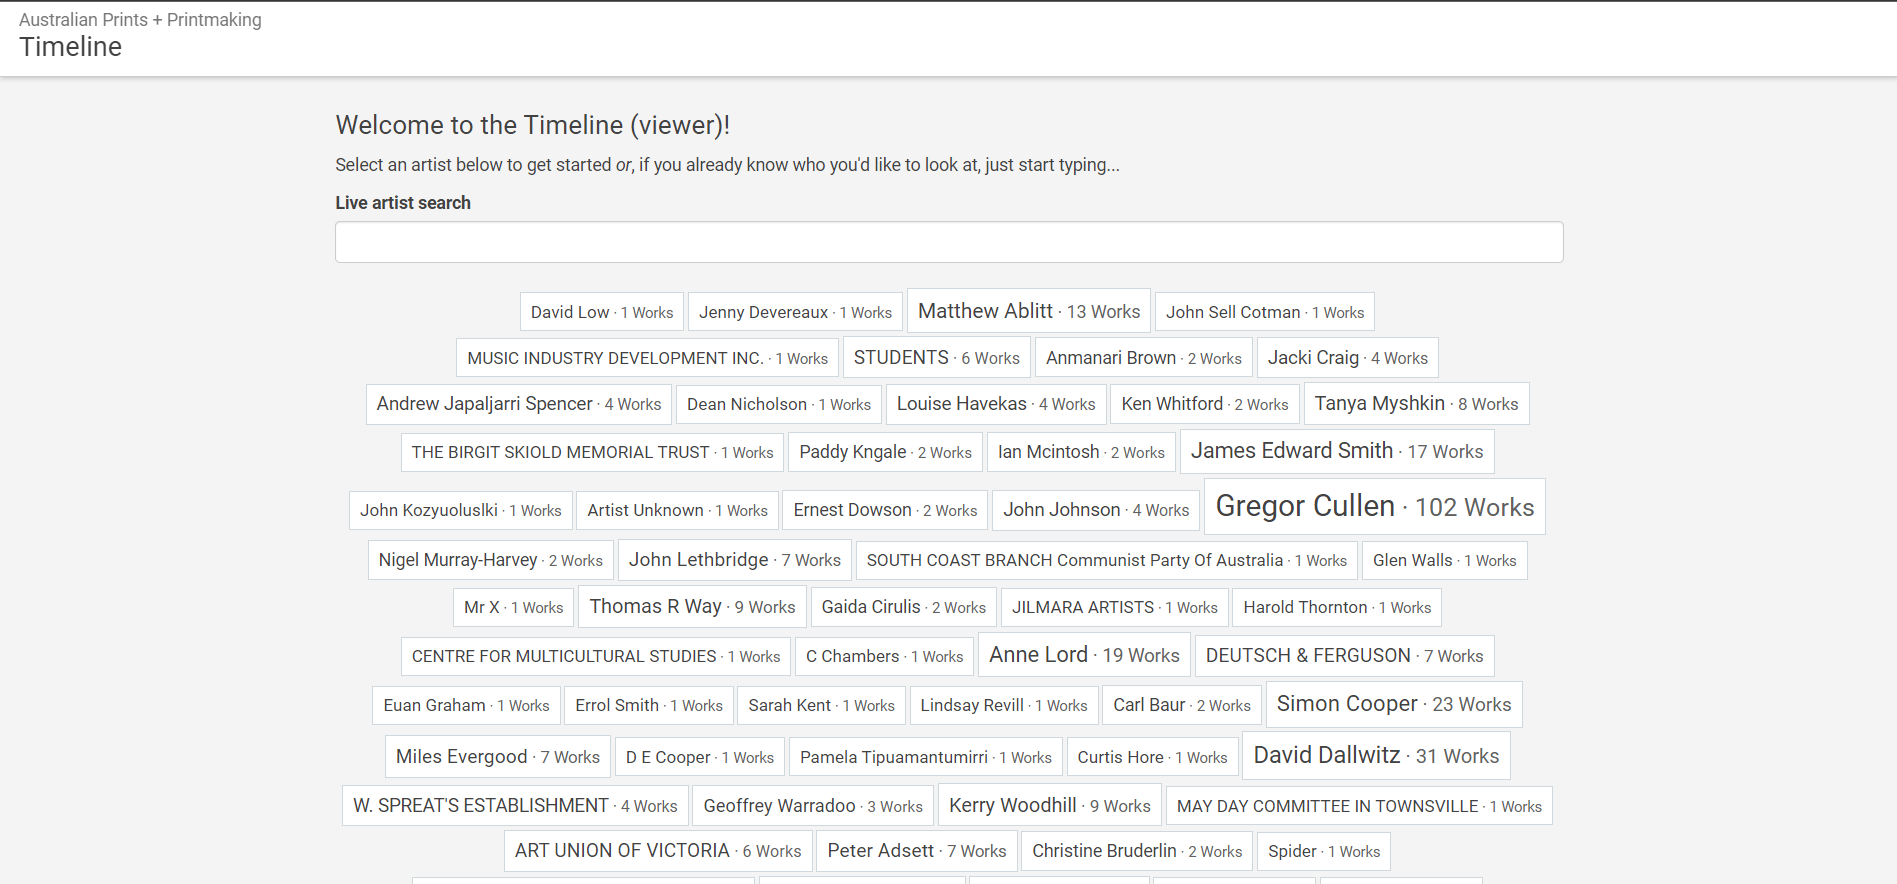 Australian Prints + Printmaking
Timeline
Welcome to the Timeline (viewer)!
Select an artist below to get started or, if you already know who you'd like to look at, just start typing...
Live artist search
David Low · 1 Works Jenny Devereaux · 1 Works Matthew Ablitt · 13 Works John Sell Cotman · 1 Works
MUSIC INDUSTRY DEVELOPMENT INC. · 1 Works STUDENTS · 6 Works Anmanari Brown · 2 Works Jacki Craig · 4 Works
Andrew Japaljarri Spencer · 4 Works Dean Nicholson · 1 Works Louise Havekas · 4 Works Ken Whitford · 2 Works Tanya Myshkin · 8 Works
THE BIRGIT SKIOLD MEMORIAL TRUST · 1 Works Paddy Kngale · 2 Works Ian Mcintosh · 2 Works James Edward Smith · 17 Works
John Kozyuoluslki · 1 Works Artist Unknown · 1 Works Ernest Dowson · 2 Works John Johnson · 4 Works Gregor Cullen · 102 Works
Nigel Murray-Harvey · 2 Works John Lethbridge · 7 Works SOUTH COAST BRANCH Communist Party Of Australia · 1 Works Glen Walls · 1 Works
Mr X · 1 Works Thomas R Way · 9 Works Gaida Cirulis · 2 Works JILMARA ARTISTS · 1 Works Harold Thornton · 1 Works
CENTRE FOR MULTICULTURAL STUDIES · 1 Works C Chambers · 1 Works Anne Lord · 19 Works DEUTSCH & FERGUSON · 7 Works
Euan Graham · 1 Works Errol Smith · 1 Works Sarah Kent · 1 Works Lindsay Revill · 1 Works Carl Baur · 2 Works Simon Cooper · 23 Works
Miles Evergood · 7 Works D E Cooper · 1 Works Pamela Tipuamantumirri · 1 Works Curtis Hore · 1 Works David Dallwitz · 31 Works
W. SPREAT'S ESTABLISHMENT · 4 Works Geoffrey Warradoo · 3 Works Kerry Woodhill · 9 Works MAY DAY COMMITTEE IN TOWNSVILLE · 1 Works
ART UNION OF VICTORIA · 6 Works Peter Adsett · 7 Works Christine Bruderlin · 2 Works Spider · 1 Works